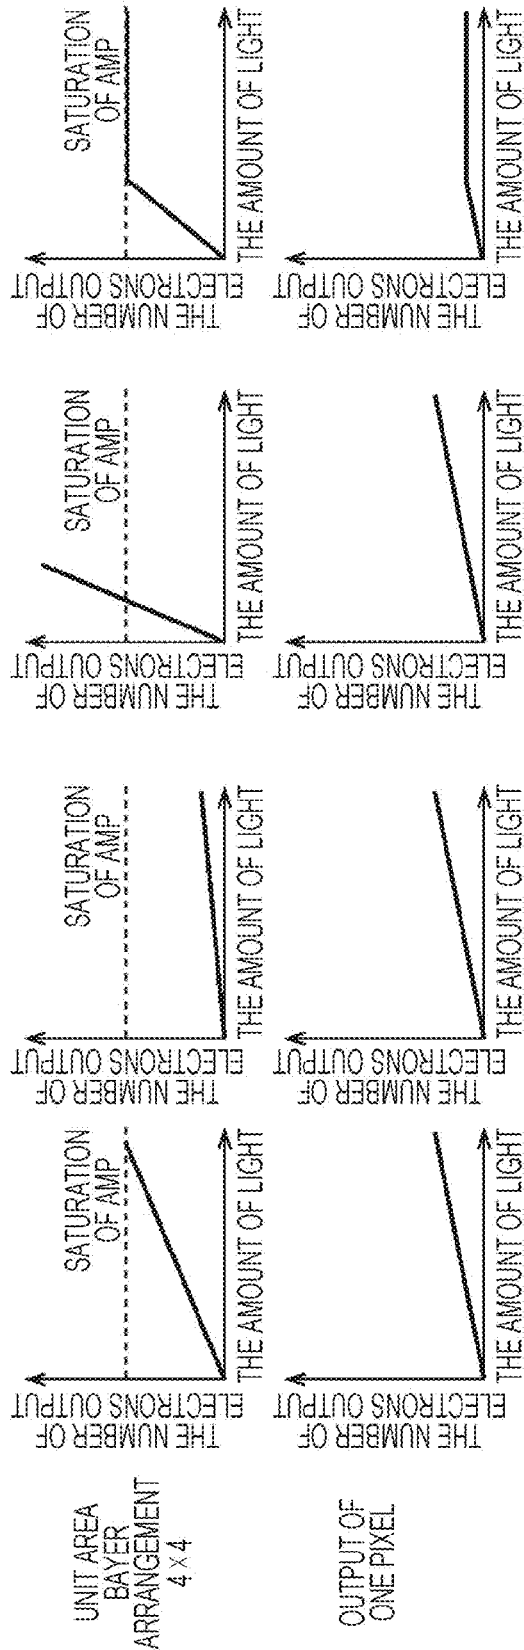 UNIT AREA
BAYER
ARRANGEMENT
4×4
THE NUMBER OF
ELECTRONS OUTPUT
SATURATION
OF AMP
THE AMOUNT OF LIGHT
THE NUMBER OF
ELECTRONS OUTPUT
SATURATION
OF AMP
THE AMOUNT OF LIGHT
THE NUMBER OF
ELECTRONS OUTPUT
SATURATION
OF AMP
THE AMOUNT OF LIGHT
THE NUMBER OF
ELECTRONS OUTPUT
SATURATION
OF AMP
THE AMOUNT OF LIGHT
OUTPUT OF
ONE PIXEL
THE NUMBER OF
ELECTRONS OUTPUT
THE AMOUNT OF LIGHT
THE NUMBER OF
ELECTRONS OUTPUT
THE AMOUNT OF LIGHT
THE NUMBER OF
ELECTRONS OUTPUT
THE AMOUNT OF LIGHT
THE NUMBER OF
ELECTRONS OUTPUT
THE AMOUNT OF LIGHT